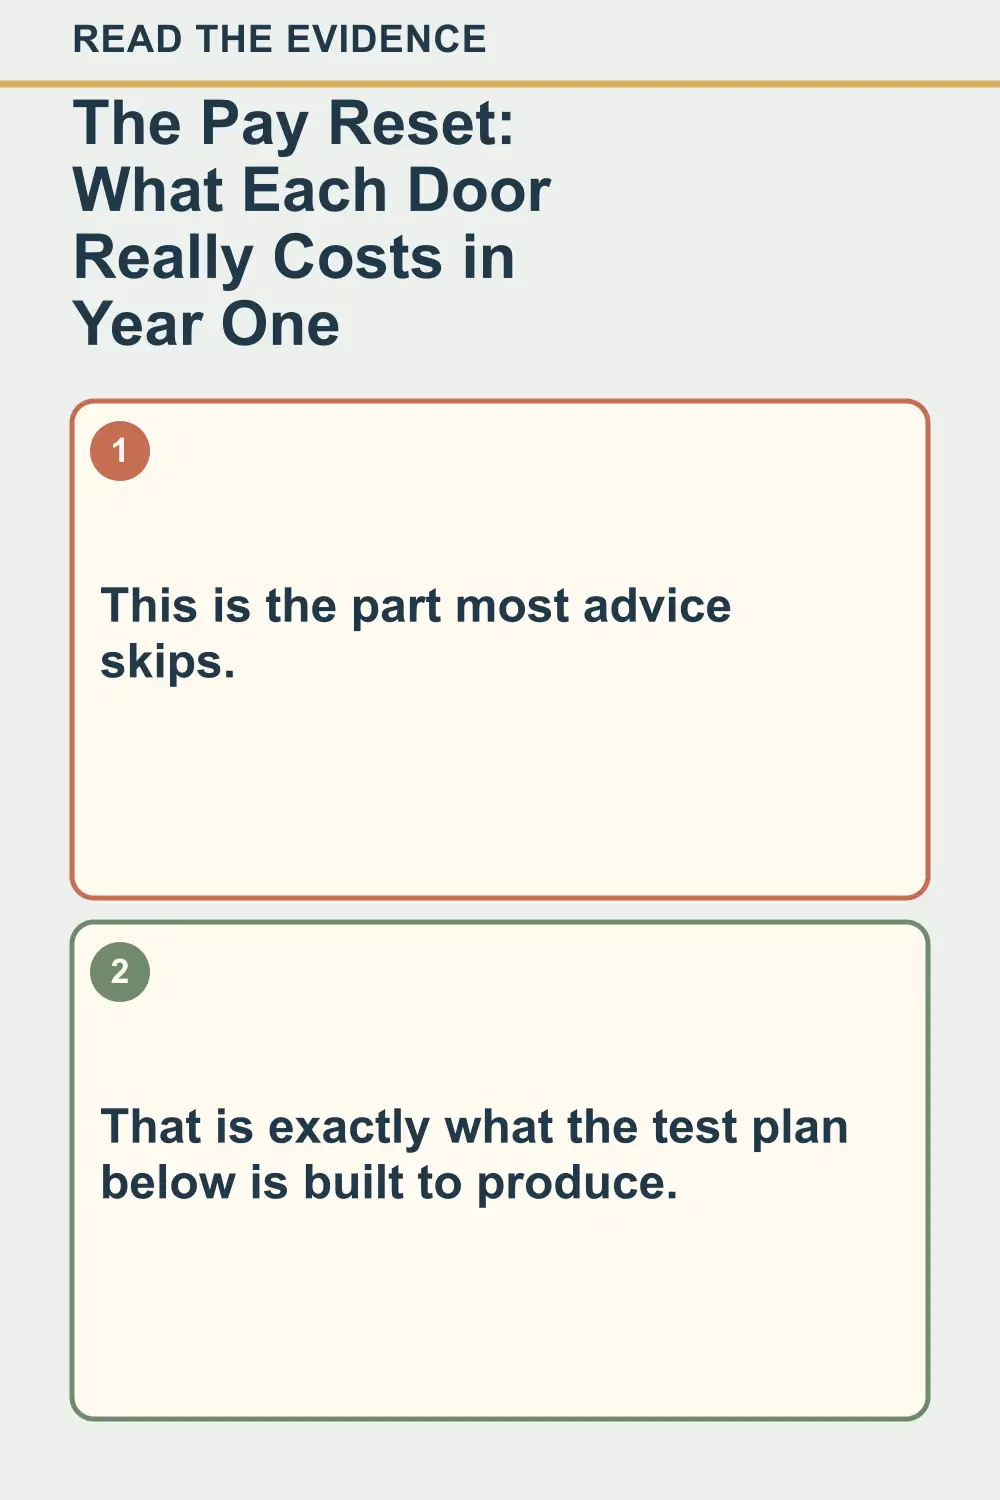 READ THE EVIDENCE
The Pay Reset:
What Each Door
Really Costs in
Year One
1
This is the part most advice
skips.
2
That is exactly what the test plan
below is built to produce.